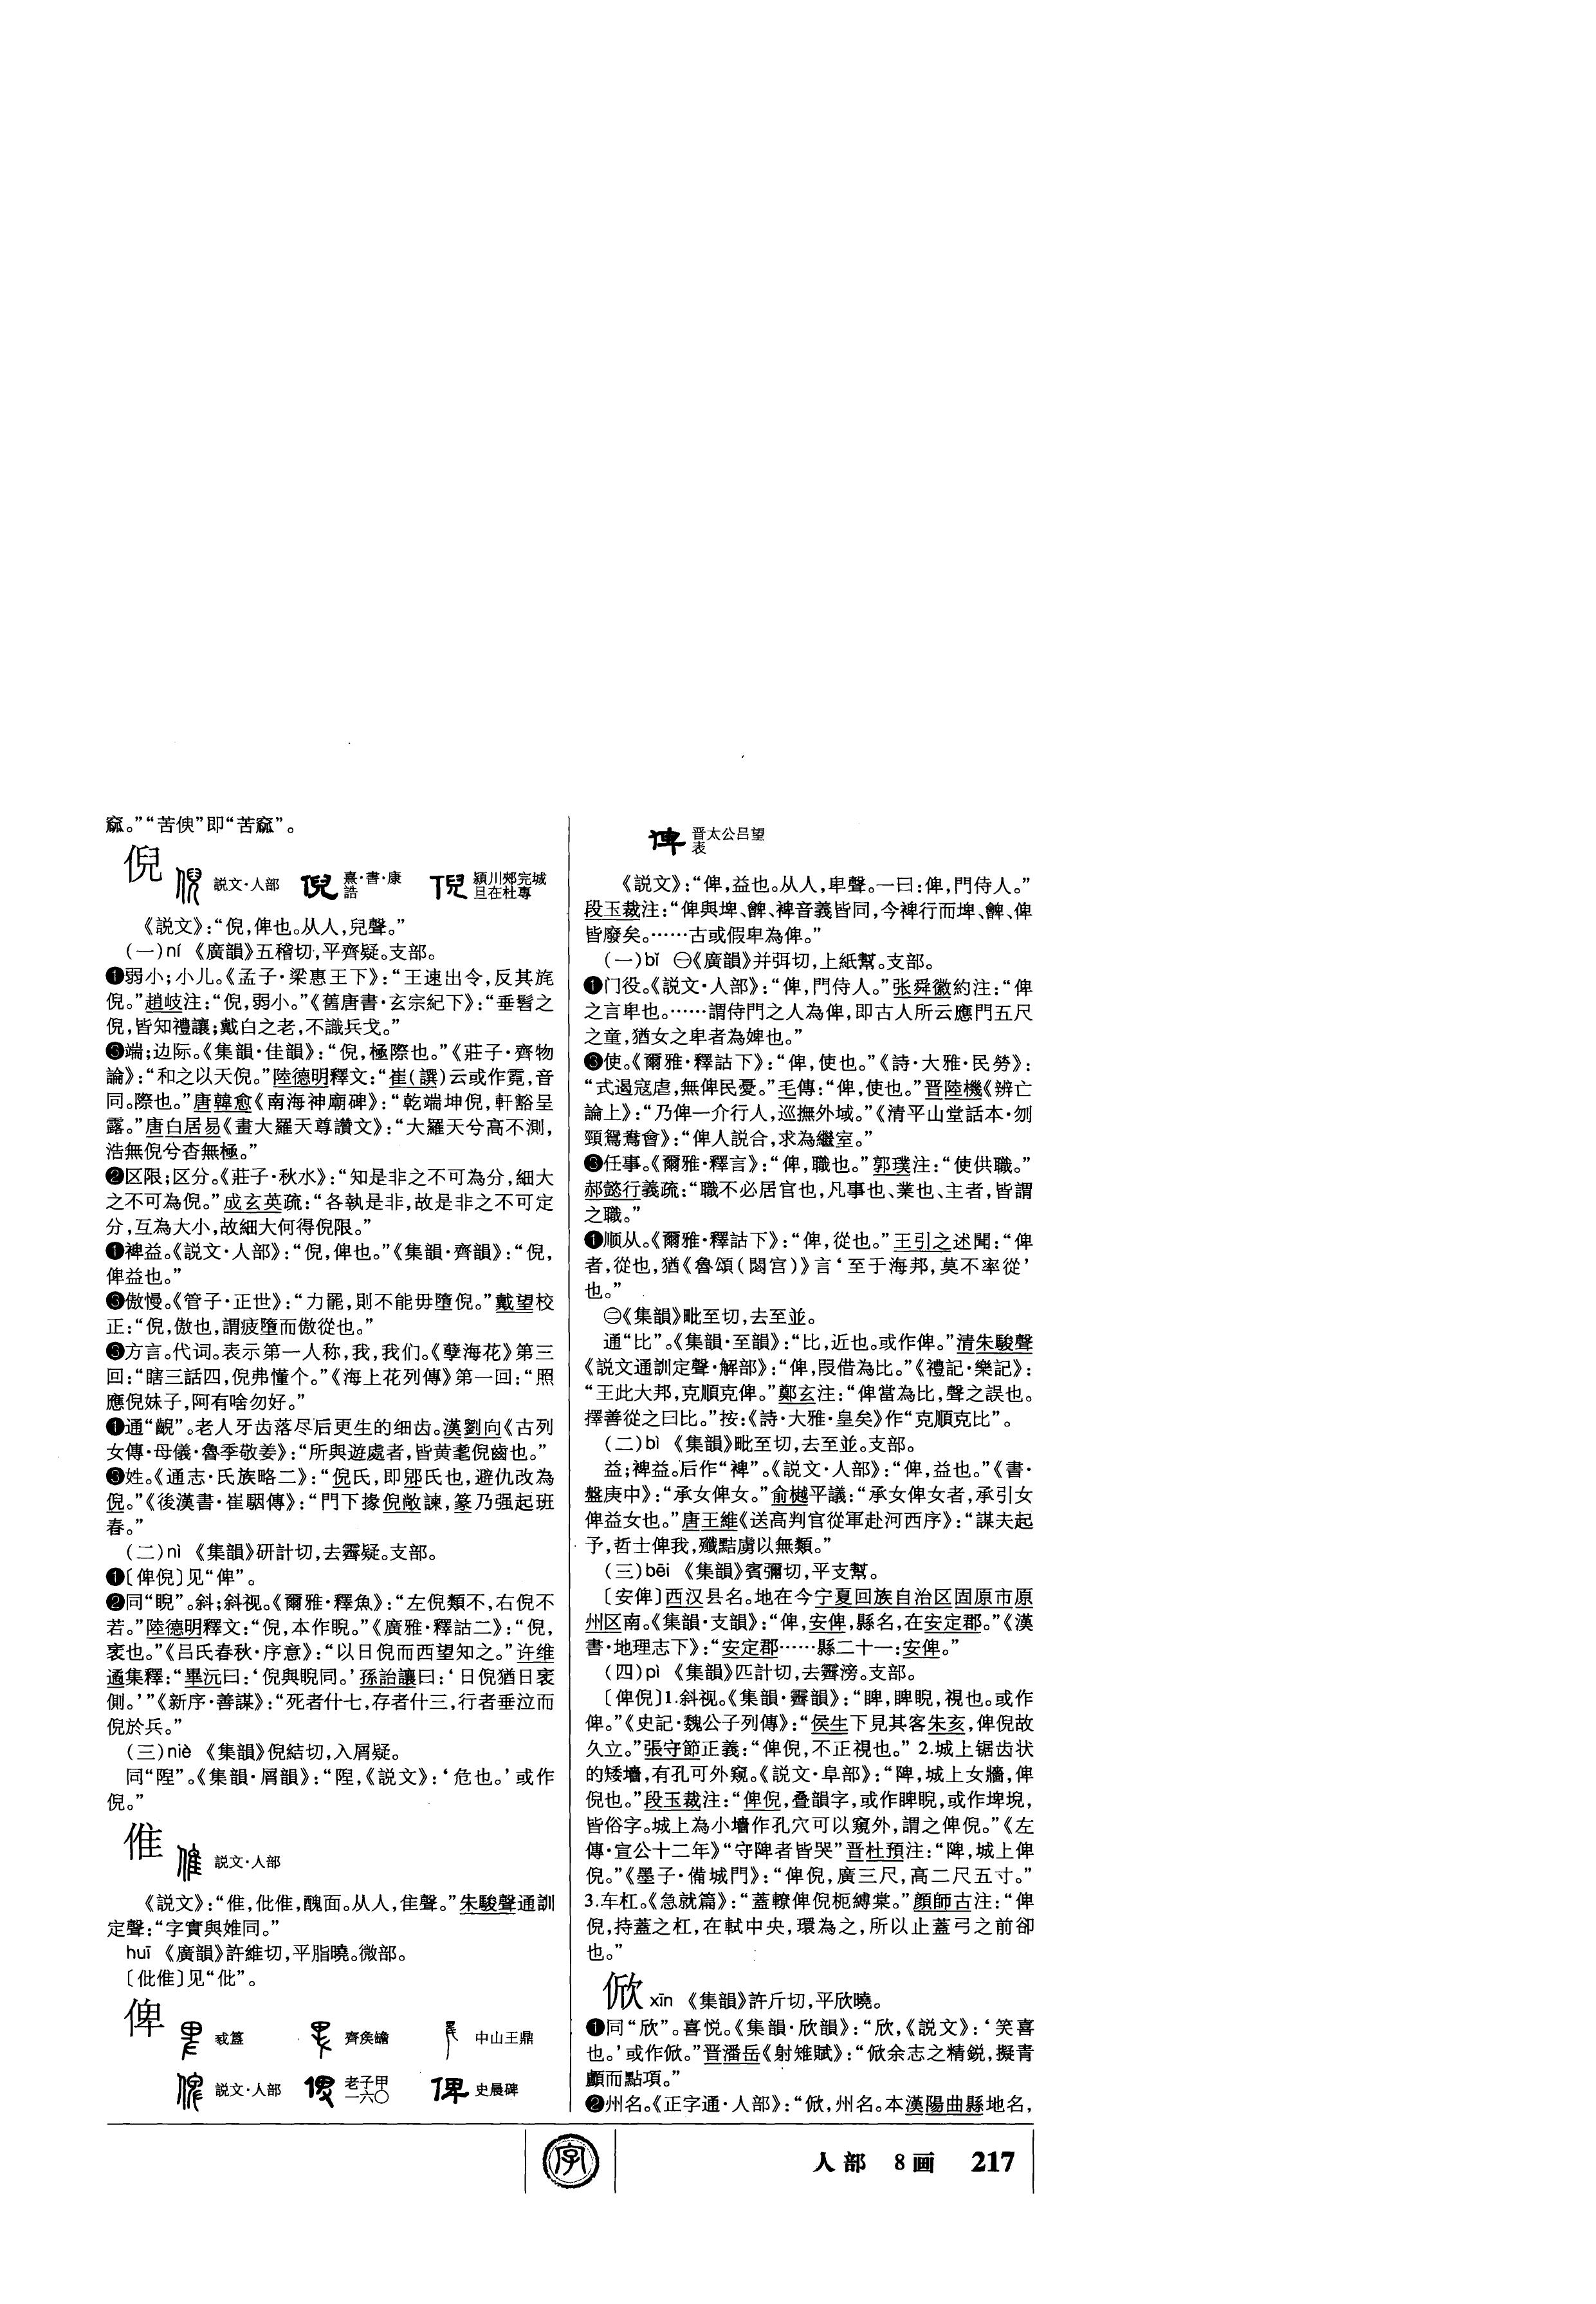 窳。”“苦㑥”即“苦窳”。
倪 説文·人部 熹·書·康誥 潁川鄴完城旦在杜專
《説文》：“倪，俾也。从人，兒聲。”
（一）ní 《廣韻》五稽切，平齊疑。支部。
❶弱小；小儿。《孟子·梁惠王下》：“王速出令，反其旄
倪。”趙岐注：“倪，弱小。”《舊唐書·玄宗紀下》：“垂髫之
倪，皆知禮讓；戴白之老，不識兵戈。”
❸端；边际。《集韻·佳韻》：“倪，極際也。”《莊子·齊物
論》：“和之以天倪。”陸德明釋文：“崔（譔）云或作霓，音
同。際也。”唐韓愈《南海神廟碑》：“乾端坤倪，軒豁呈
露。”唐白居易《畫大羅天尊讚文》：“大羅天兮高不測，
浩無倪兮杳無極。”
❷区限；区分。《莊子·秋水》：“知是非之不可為分，細大
之不可為倪。”成玄英疏：“各執是非，故是非之不可定
分，互為大小，故細大何得倪限。”
❶裨益。《説文·人部》：“倪，俾也。”《集韻·齊韻》：“倪，
俾益也。”
❸傲慢。《管子·正世》：“力罷，則不能毋墮倪。”戴望校
正：“倪，傲也，謂疲墮而傲從也。”
❸方言。代词。表示第一人称，我，我们。《孽海花》第三
回：“瞎三話四，倪弗懂个。”《海上花列傳》第一回：“照
應倪妹子，阿有啥勿好。”
❶通“齯”。老人牙齿落尽后更生的细齿。漢劉向《古列
女傳·母儀·魯季敬姜》：“所與遊處者，皆黄耄倪齒也。”
❸姓。《通志·氏族略二》：“倪氏，即郳氏也，避仇改為
倪。”《後漢書·崔駰傳》：“門下掾倪敞諫，篆乃强起班
春。”
（二）nì 《集韻》研計切，去霽疑。支部。
❶〔俾倪〕见“俾”。
❷同“睨”。斜；斜视。《爾雅·釋魚》：“左倪類不，右倪不
若。”陸德明釋文：“倪，本作睨。”《廣雅·釋詁二》：“倪，
衺也。”《吕氏春秋·序意》：“以日倪而西望知之。”许维
遹集釋：“畢沅曰：‘倪與睨同。’孫詒讓曰：‘日倪猶日衺
側。’”《新序·善謀》：“死者什七，存者什三，行者垂泣而
倪於兵。”
（三）niè 《集韻》倪結切，入屑疑。
同“隉”。《集韻·屑韻》：“隉，《説文》：‘危也。’或作
倪。”
倠 説文·人部
《説文》：“倠，仳倠，醜面。从人，隹聲。”朱駿聲通訓
定聲：“字實與婎同。”
huī 《廣韻》許維切，平脂曉。微部。
〔仳倠〕见“仳”。
俾 㦰簋 齊侯䥝 中山王鼎
説文·人部 老子甲一六〇 史晨碑
晋太公吕望表
《説文》：“俾，益也。从人，卑聲。一曰：俾，門侍人。”
段玉裁注：“俾與埤、朇、裨音義皆同，今裨行而埤、朇、俾
皆廢矣。……古或假卑為俾。”
（一）bǐ ㊀《廣韻》并弭切，上紙幫。支部。
❶门役。《説文·人部》：“俾，門侍人。”张舜徽約注：“俾
之言卑也。……謂侍門之人為俾，即古人所云應門五尺
之童，猶女之卑者為婢也。”
❸使。《爾雅·釋詁下》：“俾，使也。”《詩·大雅·民勞》：
“式遏寇虐，無俾民憂。”毛傳：“俾，使也。”晋陸機《辨亡
論上》：“乃俾一介行人，巡撫外域。”《清平山堂話本·刎
頸鴛鴦會》：“俾人説合，求為繼室。”
❸任事。《爾雅·釋言》：“俾，職也。”郭璞注：“使供職。”
郝懿行義疏：“職不必居官也，凡事也、業也、主者，皆謂
之職。”
❶顺从。《爾雅·釋詁下》：“俾，從也。”王引之述聞：“俾
者，從也，猶《魯頌（閟宫）》言‘至于海邦，莫不率從’
也。”
㊁《集韻》毗至切，去至並。
通“比”。《集韻·至韻》：“比，近也。或作俾。”清朱駿聲
《説文通訓定聲·解部》：“俾，叚借為比。”《禮記·樂記》：
“王此大邦，克順克俾。”鄭玄注：“俾當為比，聲之誤也。
擇善從之曰比。”按：《詩·大雅·皇矣》作“克順克比”。
（二）bì 《集韻》毗至切，去至並。支部。
益；裨益。后作“裨”。《説文·人部》：“俾，益也。”《書·
盤庚中》：“承女俾女。”俞樾平議：“承女俾女者，承引女
俾益女也。”唐王維《送高判官從軍赴河西序》：“謀夫起
予，哲士俾我，殲點虜以無類。”
（三）bēi 《集韻》賓彌切，平支幫。
〔安俾〕西汉县名。地在今宁夏回族自治区固原市原
州区南。《集韻·支韻》：“俾，安俾，縣名，在安定郡。”《漢
書·地理志下》：“安定郡……縣二十一：安俾。”
（四）pì 《集韻》匹計切，去霽滂。支部。
〔俾倪〕1.斜视。《集韻·霽韻》：“睥，睥睨，視也。或作
俾。”《史記·魏公子列傳》：“侯生下見其客朱亥，俾倪故
久立。”張守節正義：“俾倪，不正視也。” 2.城上锯齿状
的矮墻，有孔可外窥。《説文·阜部》：“陴，城上女牆，俾
倪也。”段玉裁注：“俾倪，叠韻字，或作睥睨，或作埤堄，
皆俗字。城上為小墻作孔穴可以窺外，謂之俾倪。”《左
傳·宣公十二年》“守陴者皆哭”晋杜預注：“陴，城上俾
倪。”《墨子·備城門》：“俾倪，廣三尺，高二尺五寸。”
3.车杠。《急就篇》：“蓋轑俾倪枙縛棠。”顔師古注：“俾
倪，持蓋之杠，在軾中央，環為之，所以止蓋弓之前卻
也。”
俽 xīn 《集韻》許斤切，平欣曉。
❶同“欣”。喜悦。《集韻·欣韻》：“欣，《説文》：‘笑喜
也。’或作俽。”晋潘岳《射雉賦》：“俽余志之精鋭，擬青
顱而點項。”
❷州名。《正字通·人部》：“俽，州名。本漢陽曲縣地名，
字
人部 8画 217